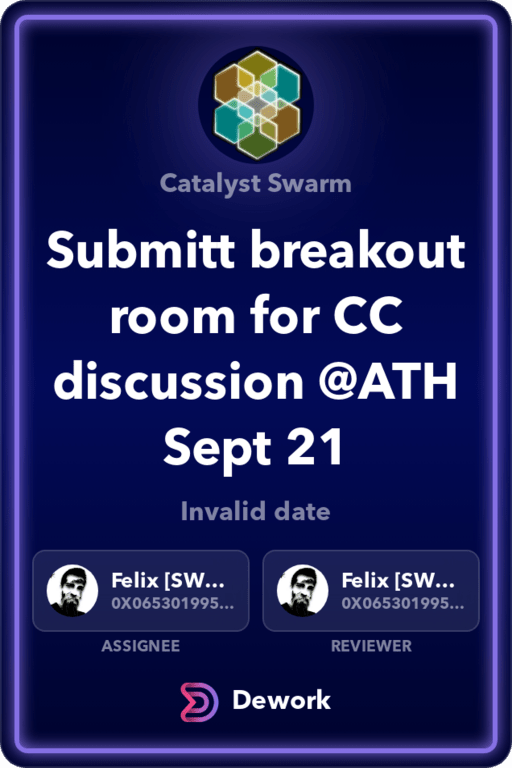 Catalyst Swarm
Submitt breakout
room for CC
discussion @ATH
Sept 21
Invalid date
Felix [SW...
0X065301995...
ASSIGNEE
Felix [SW...
0X065301995...
REVIEWER
Dework